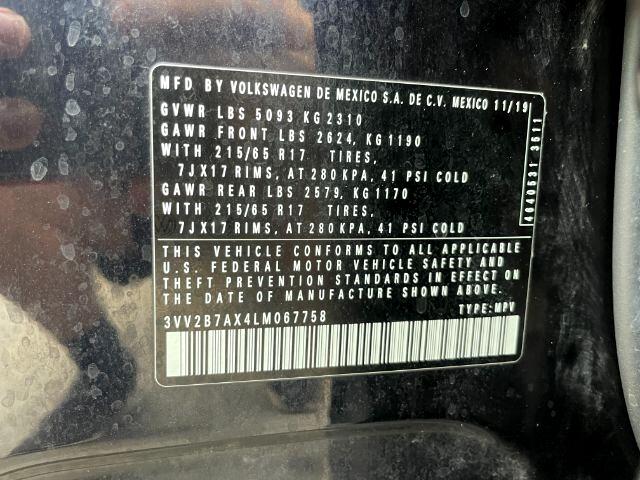 MFD BY VOLKSWAGEN DE MEXICO S.A. DE C.V. MEXICO 11/19
GVWR LBS 5093 KG 2310
GAWR FRONT LBS 2624, KG 1190
WITH 215/65 R17 TIRES,
7JX17 RIMS, AT 280 KPA, 41 PSI COLD
GAWR REAR LBS 2579, KG 1170
WITH 215/65 R17 TIRES,
7JX17 RIMS, AT 280 KPA, 41 PSI COLD
4040531 3511
THIS VEHICLE CONFORMS TO ALL APPLICABLE
U.S. FEDERAL MOTOR VEHICLE SAFETY AND
THEFT PREVENTION STANDARDS IN EFFECT ON
THE DATE OF MANUFACTURE SHOWN ABOVE.
3VV2B7AX4LM067758 TYPE:MPV